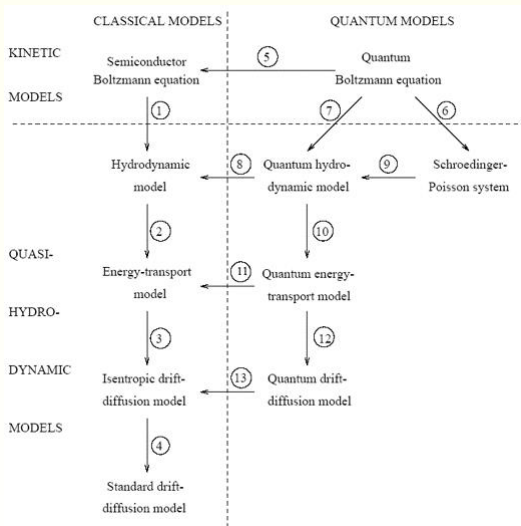 CLASSICAL MODELS
QUANTUM MODELS
KINETIC
MODELS
Semiconductor
Boltzmann equation
5
Quantum
Boltzmann equation
1
7
6
Hydrodynamic
model
8
Quantum hydro-
dynamic model
9
Schroedinger-
Poisson system
2
10
QUASI-
HYDRO-
DYNAMIC
MODELS
Energy-transport
model
11
Quantum energy-
transport model
3
12
Isentropic drift-
diffusion model
13
Quantum drift-
diffusion model
4
Standard drift-
diffusion model